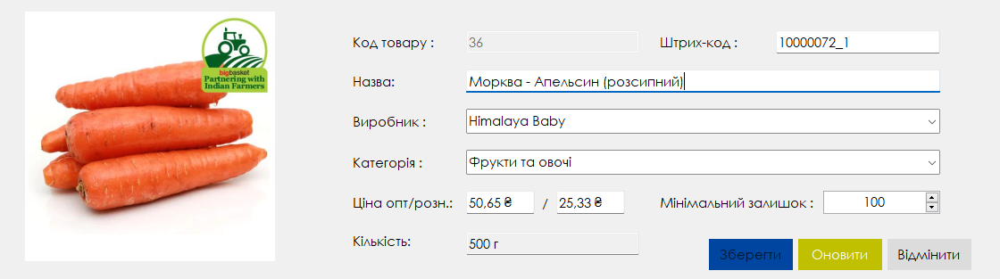 bigbasket
Partnering with
Indian Farmers
Код товару : 36 Штрих-код : 10000072_1
Назва: Морква - Апельсин (розсипний)
Виробник : Himalaya Baby
Категорія : Фрукти та овочі
Ціна опт/розн.: 50,65 ₴ / 25,33 ₴ Мінімальний залишок : 100
Кількість: 500 г
Зберегти Оновити Відмінити